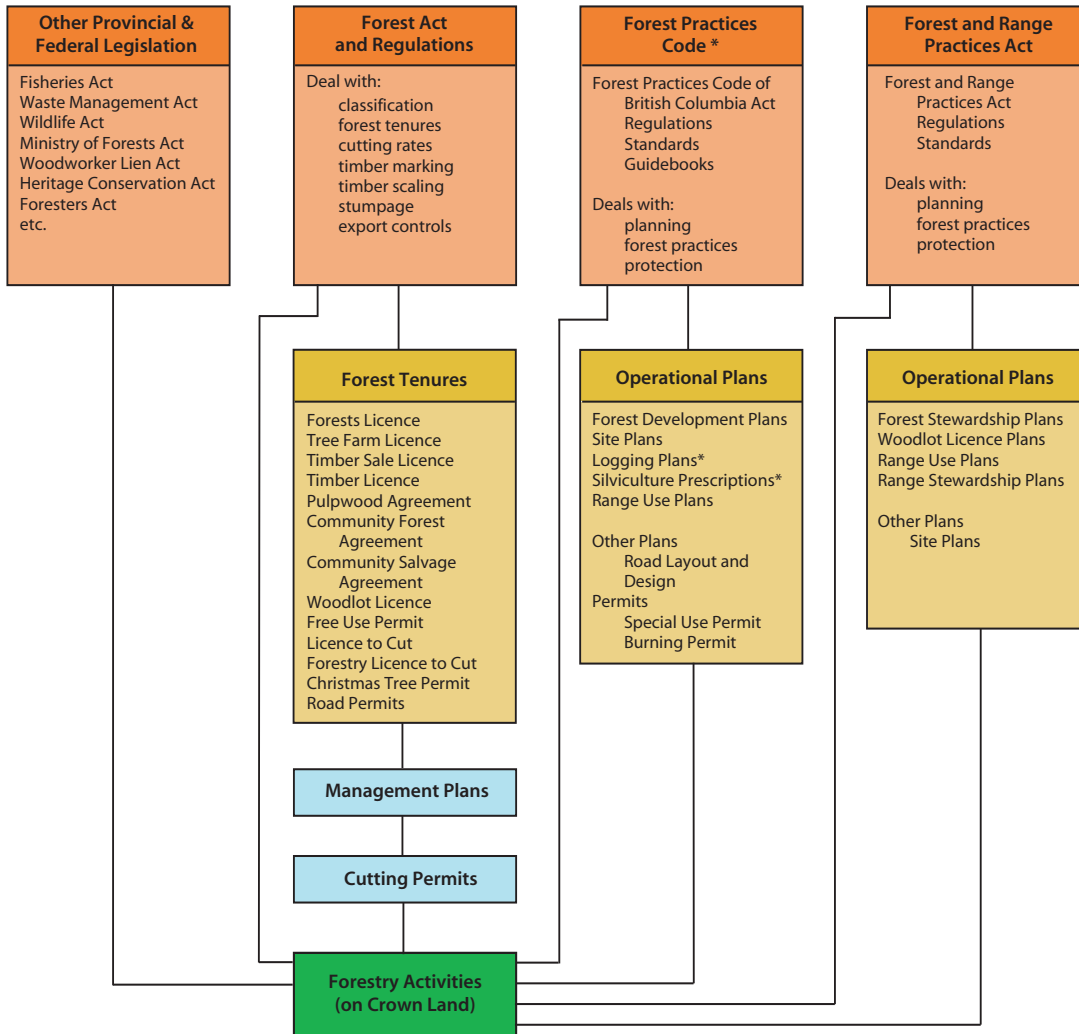 Other Provincial &
Federal Legislation
Fisheries Act
Waste Management Act
Wildlife Act
Ministry of Forests Act
Woodworker Lien Act
Heritage Conservation Act
Foresters Act
etc.
Forest Act
and Regulations
Deal with:
classification
forest tenures
cutting rates
timber marking
timber scaling
stumpage
export controls
Forest Practices
Code *
Forest Practices Code of
British Columbia Act
Regulations
Standards
Guidebooks
Deals with:
planning
forest practices
protection
Forest and Range
Practices Act
Forest and Range
Practices Act
Regulations
Standards
Deals with:
planning
forest practices
protection
Forest Tenures
Forests Licence
Tree Farm Licence
Timber Sale Licence
Timber Licence
Pulpwood Agreement
Community Forest
Agreement
Community Salvage
Agreement
Woodlot Licence
Free Use Permit
Licence to Cut
Forestry Licence to Cut
Christmas Tree Permit
Road Permits
Operational Plans
Forest Development Plans
Site Plans
Logging Plans*
Silviculture Prescriptions*
Range Use Plans
Other Plans
Road Layout and
Design
Permits
Special Use Permit
Burning Permit
Operational Plans
Forest Stewardship Plans
Woodlot Licence Plans
Range Use Plans
Range Stewardship Plans
Other Plans
Site Plans
Management Plans
Cutting Permits
Forestry Activities
(on Crown Land)